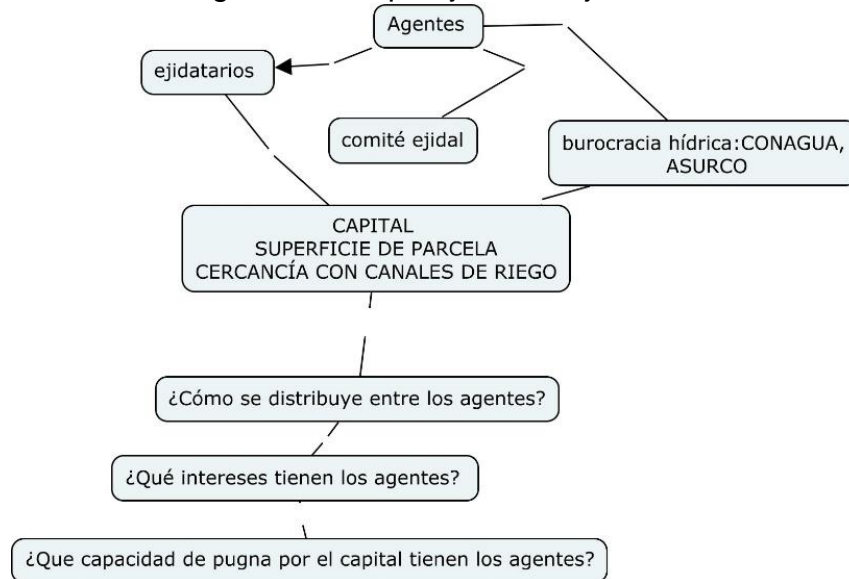 Agentes
ejidatarios
comité ejidal
burocracia hídrica:CONAGUA,
ASURCO
CAPITAL
SUPERFICIE DE PARCELA
CERCANCÍA CON CANALES DE RIEGO
¿Cómo se distribuye entre los agentes?
¿Qué intereses tienen los agentes?
¿Que capacidad de pugna por el capital tienen los agentes?